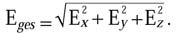 E_ges = √(E_x² + E_y² + E_z²).